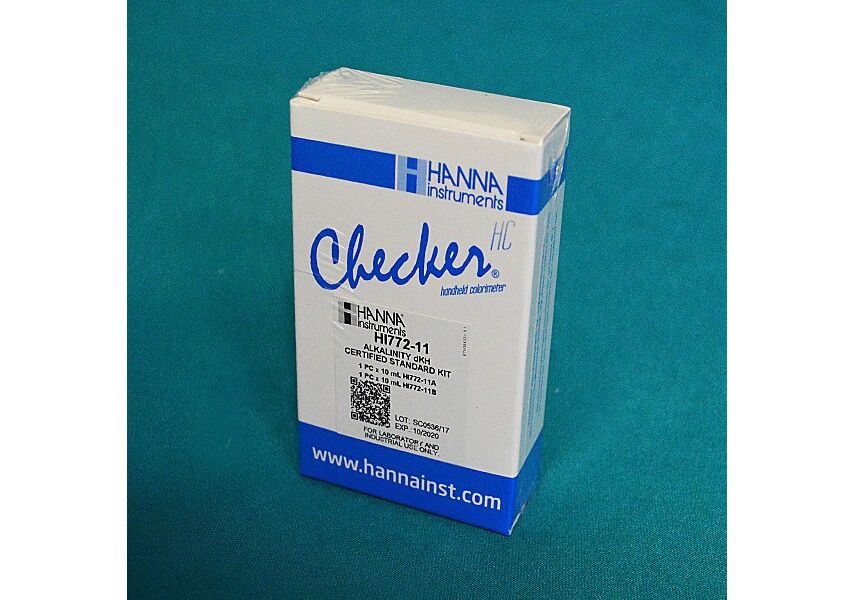 HANNA
instruments
Checker® HC
handheld colorimeter
HANNA®
instruments
HI772-11
ALKALINITY dKH
CERTIFIED STANDARD KIT
1 PC x 10 mL HI772-11A
1 PC x 10 mL HI772-11B
LOT: SC0536/17
EXP.: 10/2020
FOR LABORATORY AND
INDUSTRIAL USE ONLY.
www.hannainst.com